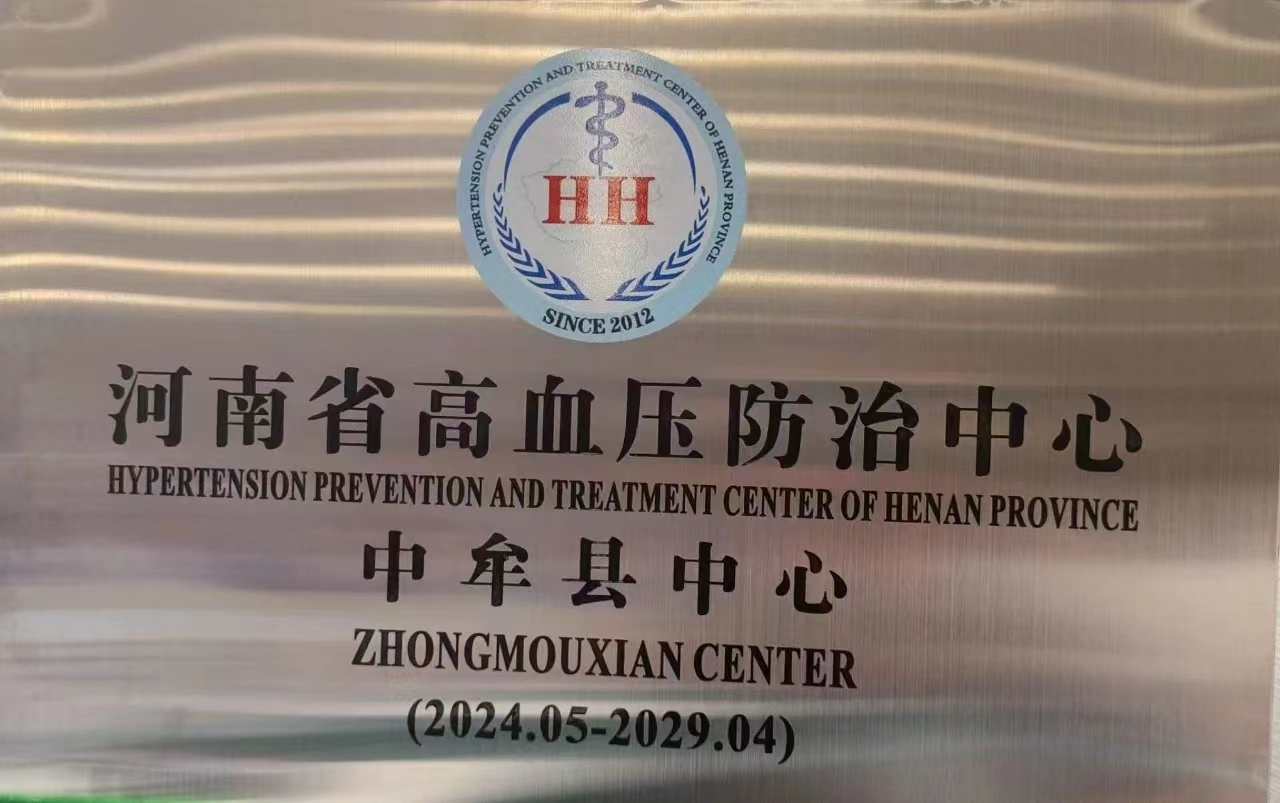 HYPERTENSION PREVENTION AND TREATMENT CENTER OF HENAN PROVINCE
HH
SINCE 2012
河南省高血压防治中心
HYPERTENSION PREVENTION AND TREATMENT CENTER OF HENAN PROVINCE
中牟县中心
ZHONGMOUXIAN CENTER
(2024.05-2029.04)